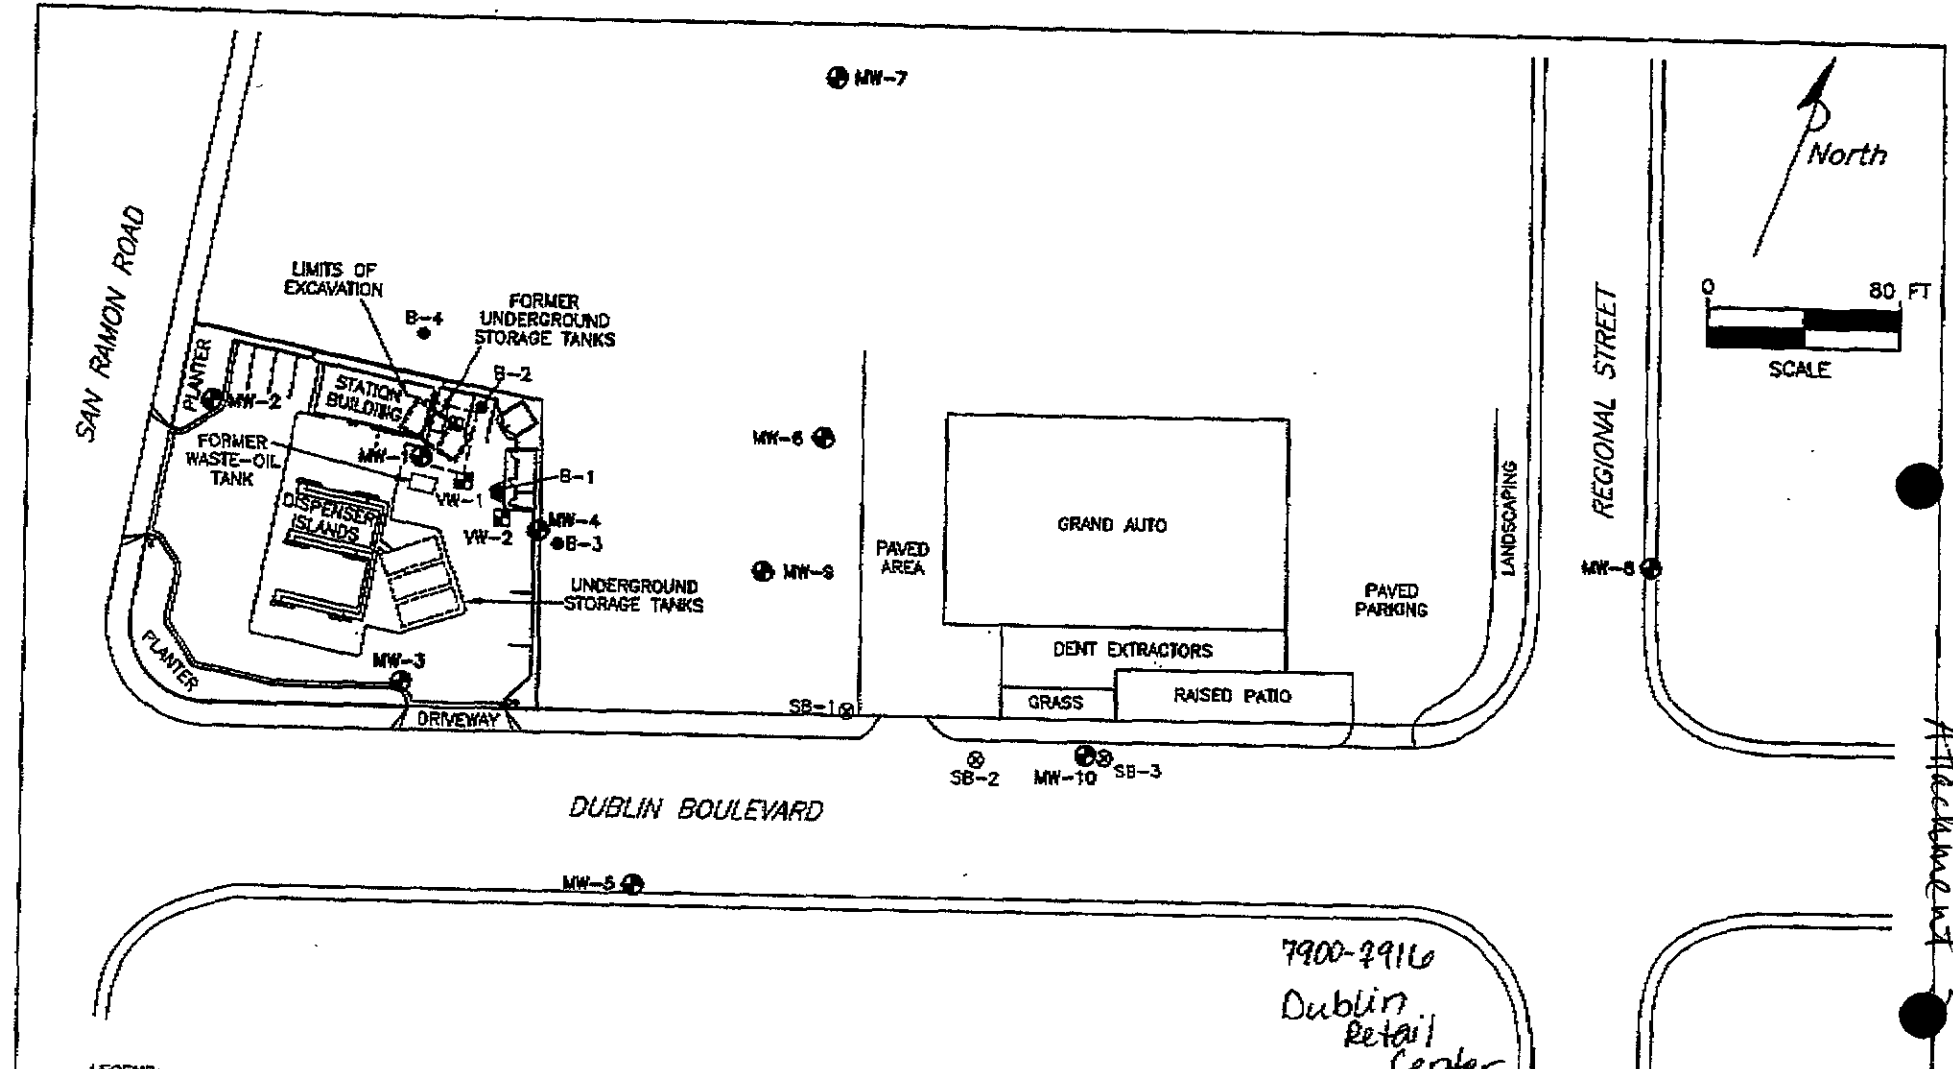 MW-7
North
SAN RAMON ROAD
LIMITS OF
EXCAVATION
B-4
FORMER
UNDERGROUND
STORAGE TANKS
B-2
0 80 FT
SCALE
REGIONAL STREET
PLANTER
MW-2
STATION
BUILDING
FORMER
WASTE-OIL
TANK
MW-1
VW-1
B-1
DISPENSER
ISLANDS
VW-2
MW-4
B-3
MW-6
MW-9
PAVED
AREA
GRAND AUTO
LANDSCAPING
MW-8
PAVED
PARKING
UNDERGROUND
STORAGE TANKS
DENT EXTRACTORS
GRASS
RAISED PATIO
PLANTER
MW-3
DRIVEWAY
SB-1
SB-2
MW-10
SB-3
DUBLIN BOULEVARD
MW-5
Attachment
7900-7916
Dublin
Retail
Center